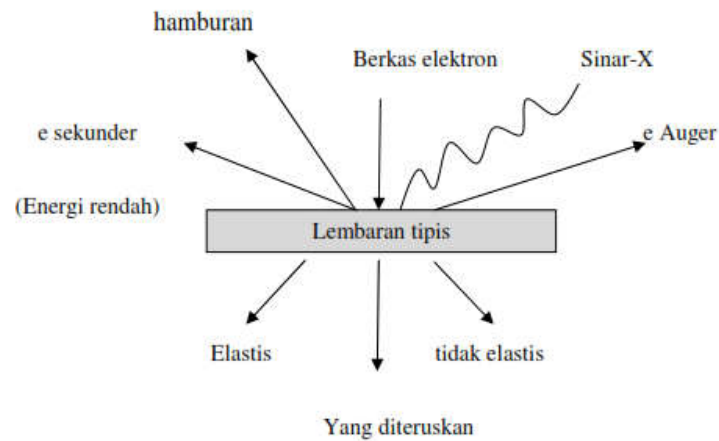 hamburan
Berkas elektron
Sinar-X
e sekunder
e Auger
(Energi rendah)
Lembaran tipis
Elastis
tidak elastis
Yang diteruskan